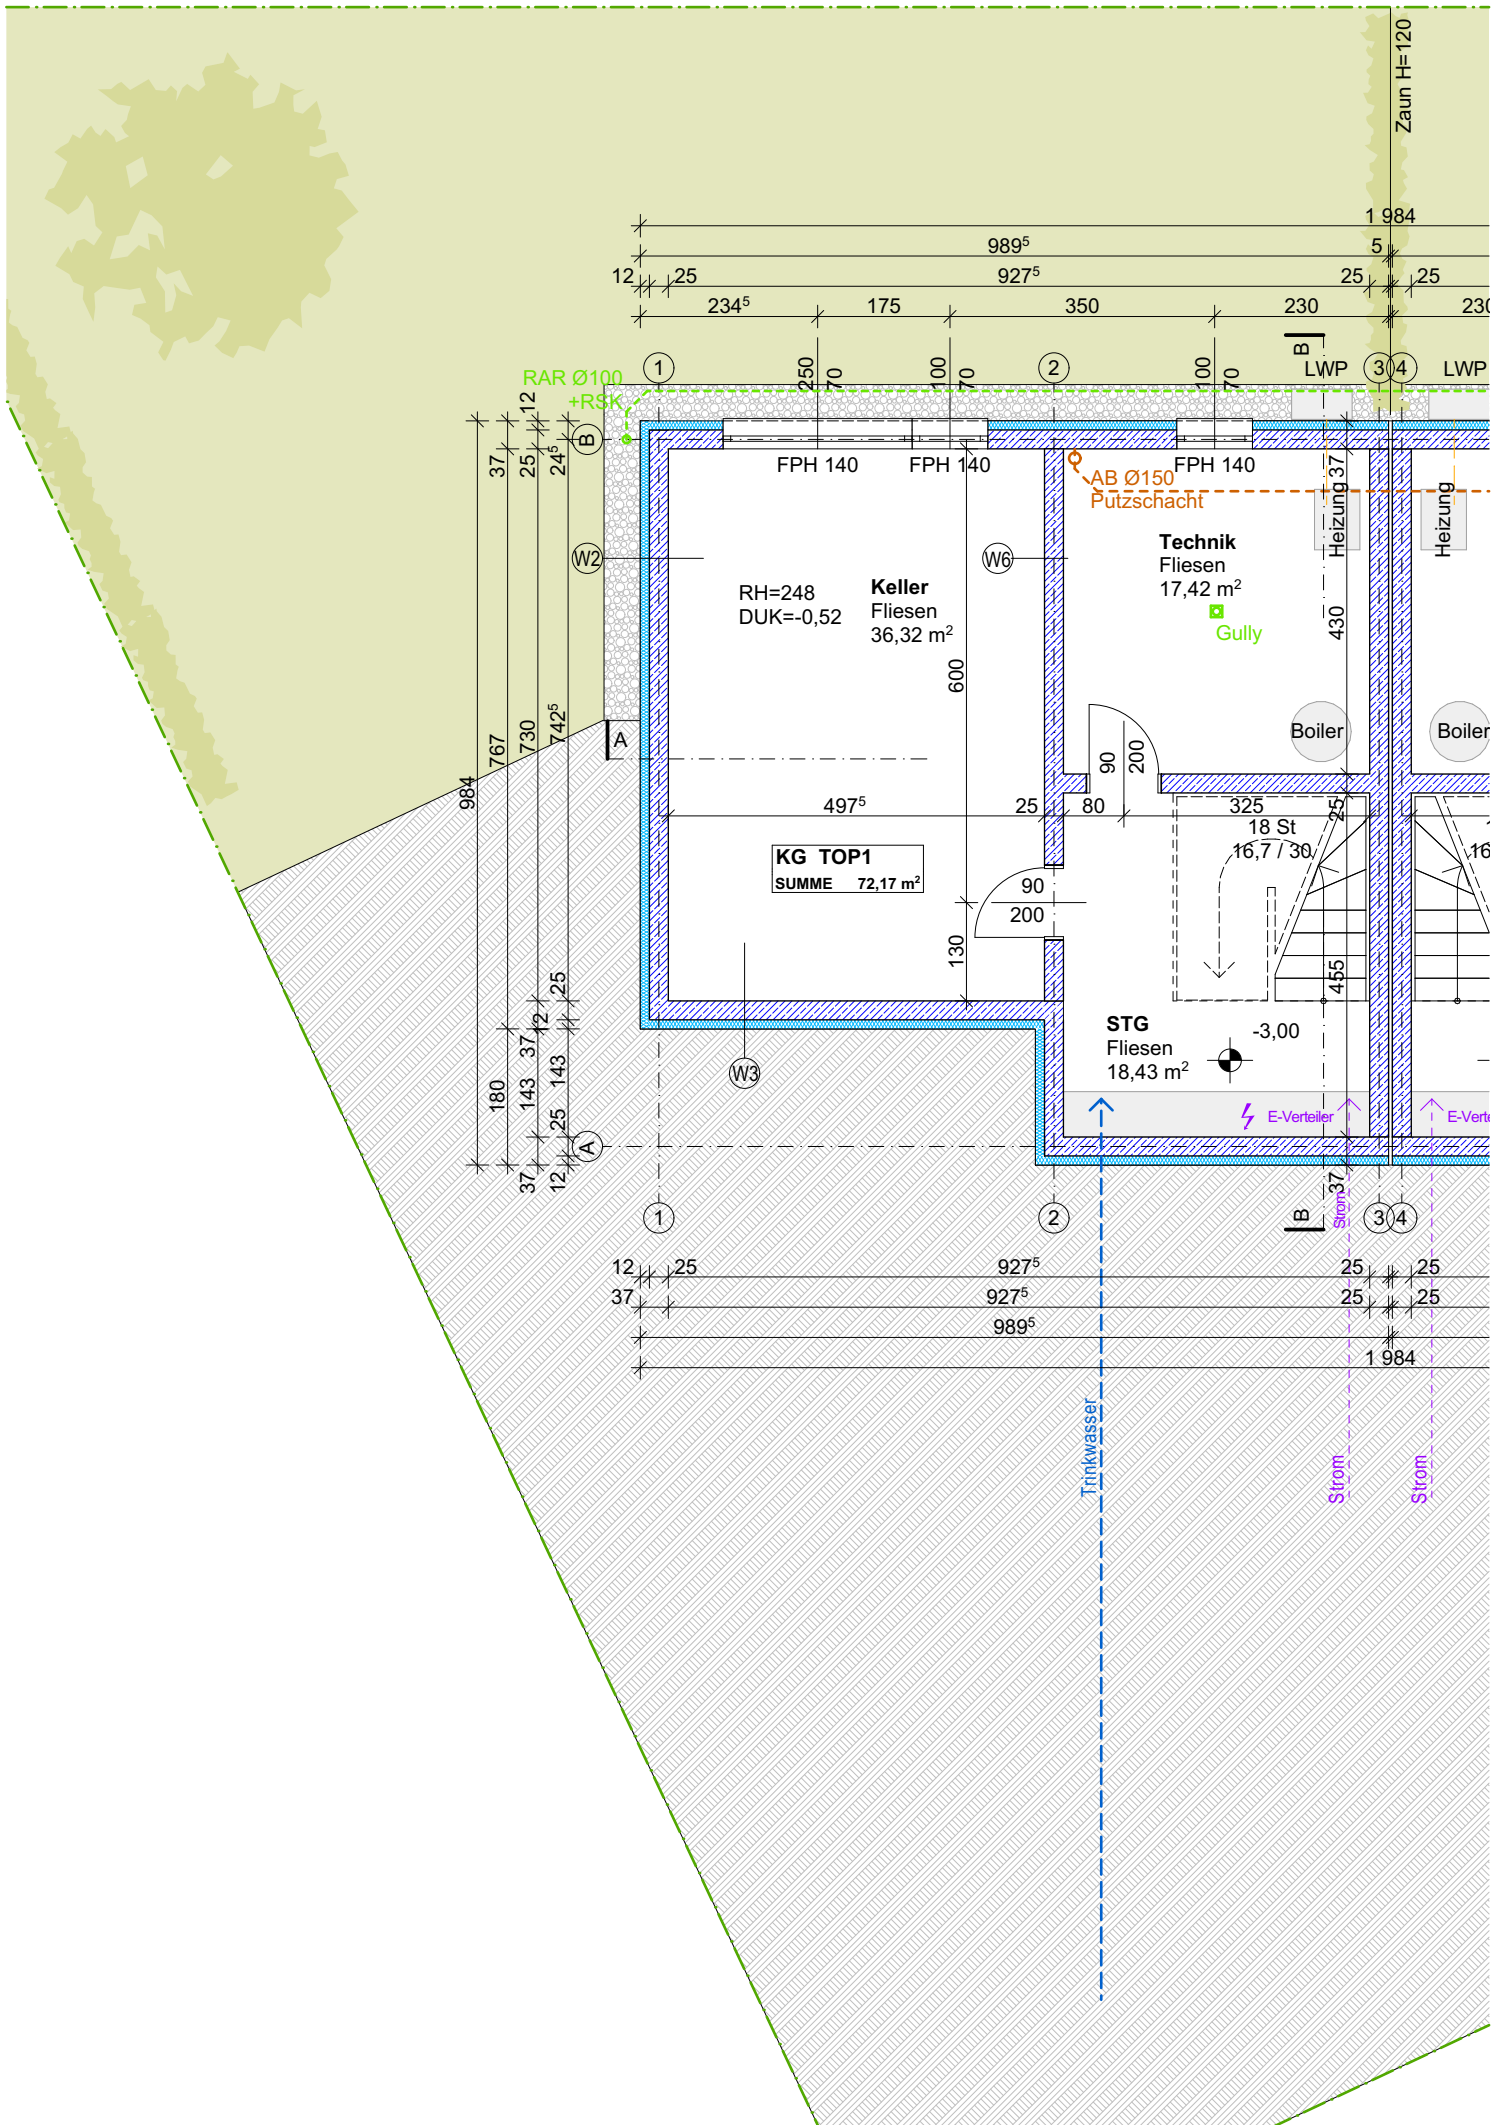 Zaun H=120
1 984
989⁵
5
12
25
927⁵
25
25
234⁵
175
350
230
230
B
1
250
70
100
70
2
100
70
LWP
3
4
LWP
RAR Ø100
+RSK
12
B
37
25
24⁵
FPH 140
FPH 140
FPH 140
37
AB Ø150
Putzschacht
Heizung
Heizung
W2
W6
Technik
Fliesen
17,42 m²
RH=248
DUK=-0,52
Keller
Fliesen
36,32 m²
Gully
430
600
A
984
767
730
742⁵
90
200
Boiler
Boiler
497⁵
25
80
325
25
18 St
16,7 / 30
16
KG TOP1
SUMME 72,17 m²
90
200
130
455
25
12
37
STG
Fliesen
18,43 m²
-3,00
W3
180
143
143
25
E-Verteiler
E-Verte
A
37
12
37
Strom
1
2
B
3
4
12
25
927⁵
25
25
37
927⁵
25
25
989⁵
1 984
Trinkwasser
Strom
Strom